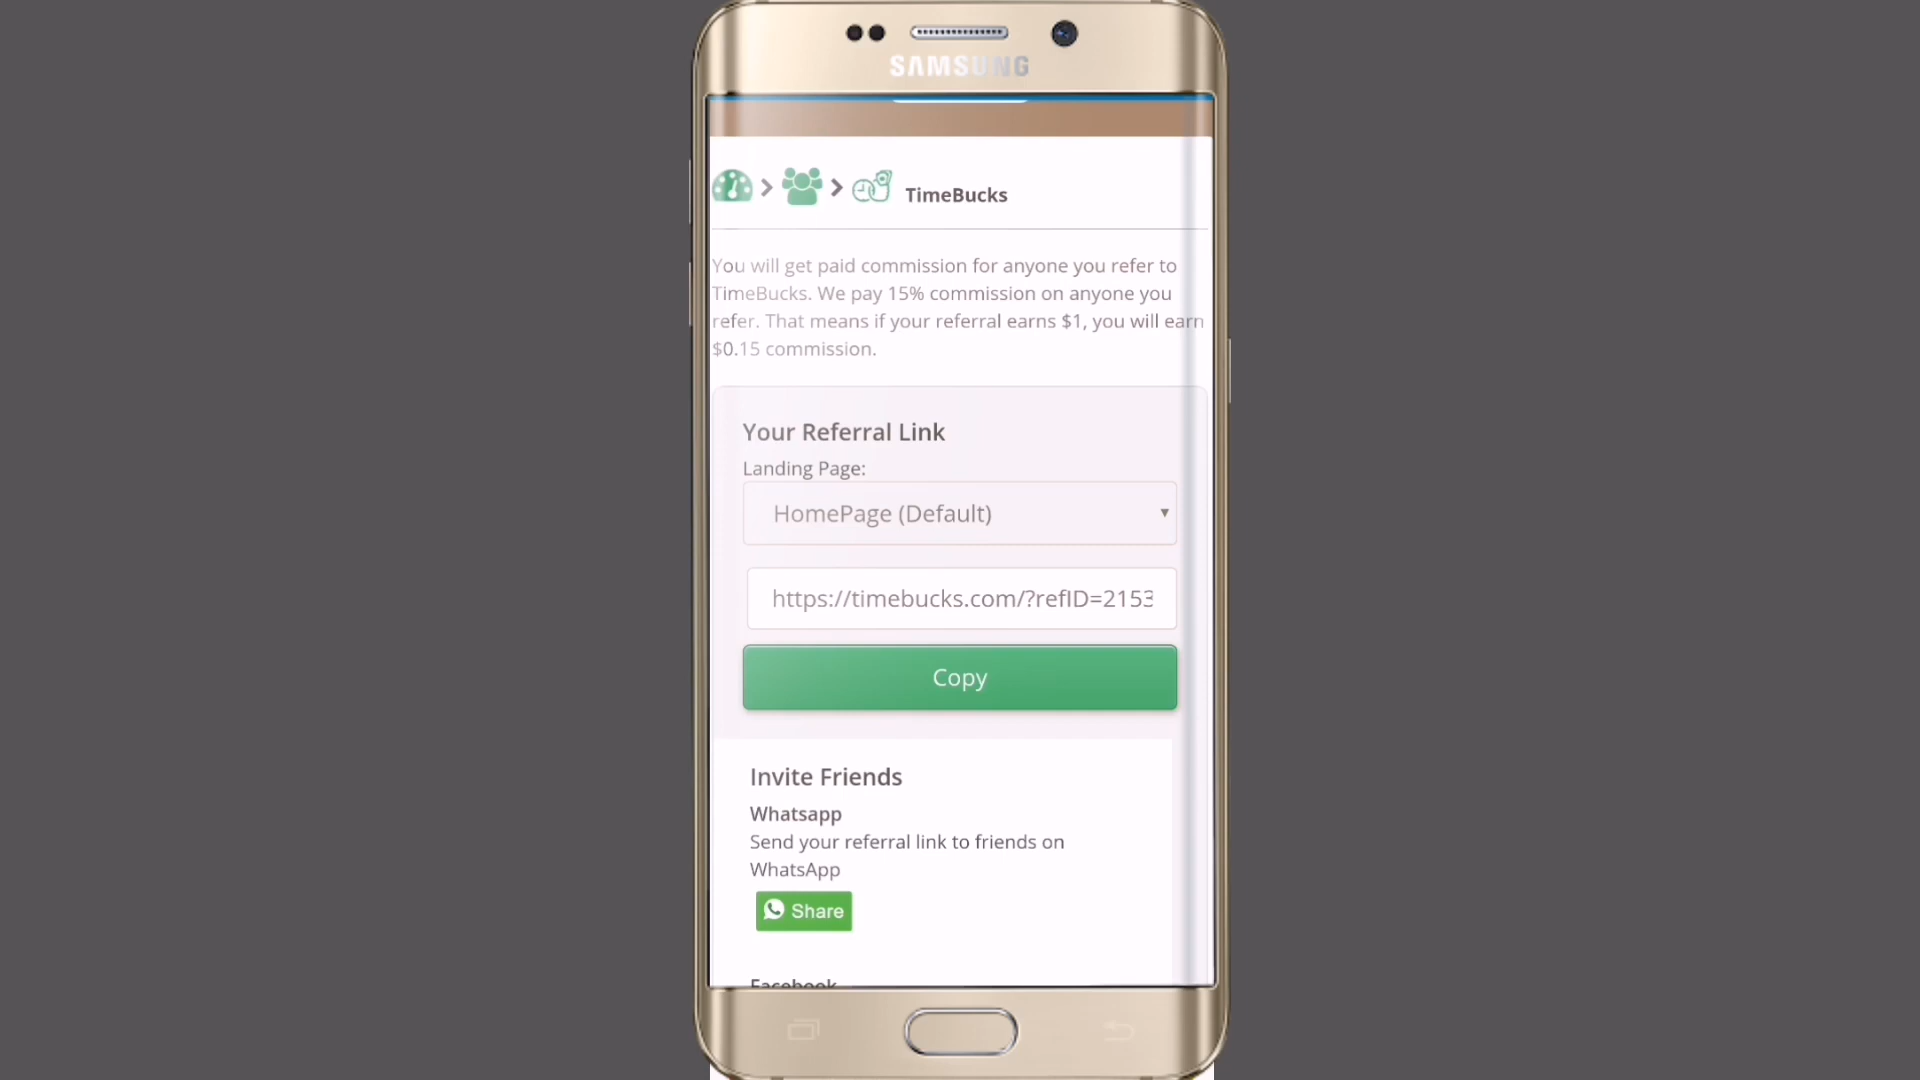 SAMSUNG
TimeBucks
You will get paid commission for anyone you refer to
TimeBucks. We pay 15% commission on anyone you
refer. That means if your referral earns $1, you will earn
$0.15 commission.
Your Referral Link
Landing Page:
HomePage (Default)
https://timebucks.com/?refID=2153
Copy
Invite Friends
Whatsapp
Send your referral link to friends on
WhatsApp
Share
Facebook